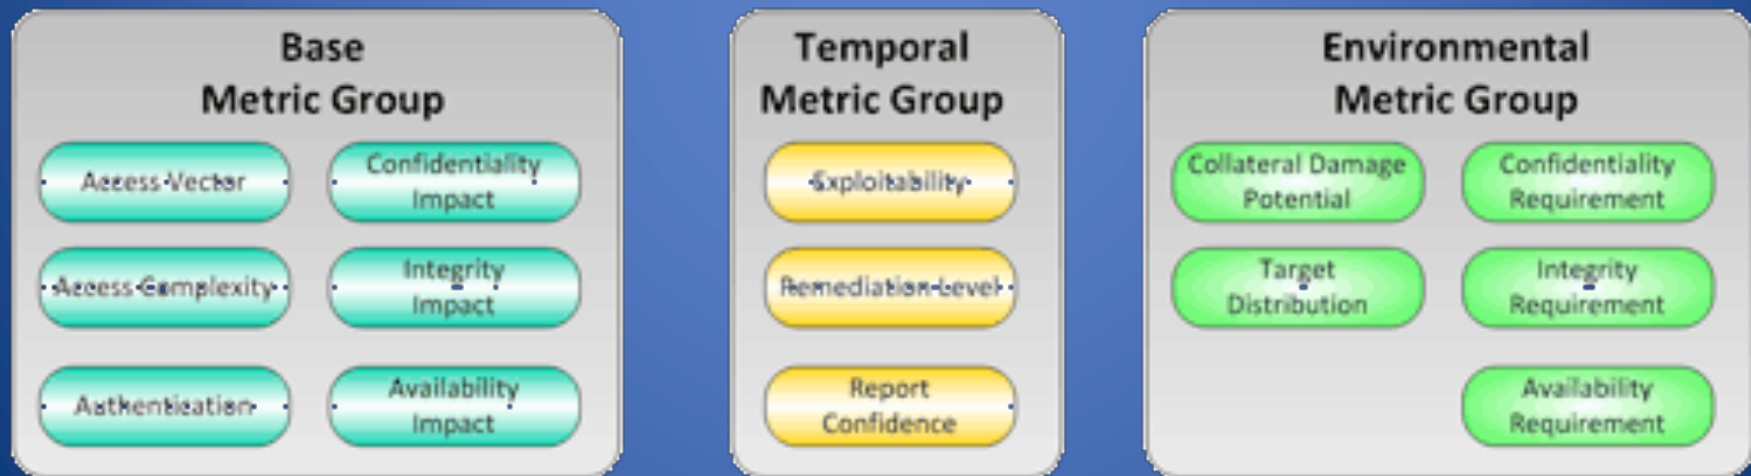 Base
Metric Group
Access Vector
Confidentiality
Impact
Access Complexity
Integrity
Impact
Authentication
Availability
Impact
Temporal
Metric Group
Exploitability
Remediation Level
Report
Confidence
Environmental
Metric Group
Collateral Damage
Potential
Confidentiality
Requirement
Target
Distribution
Integrity
Requirement
Availability
Requirement